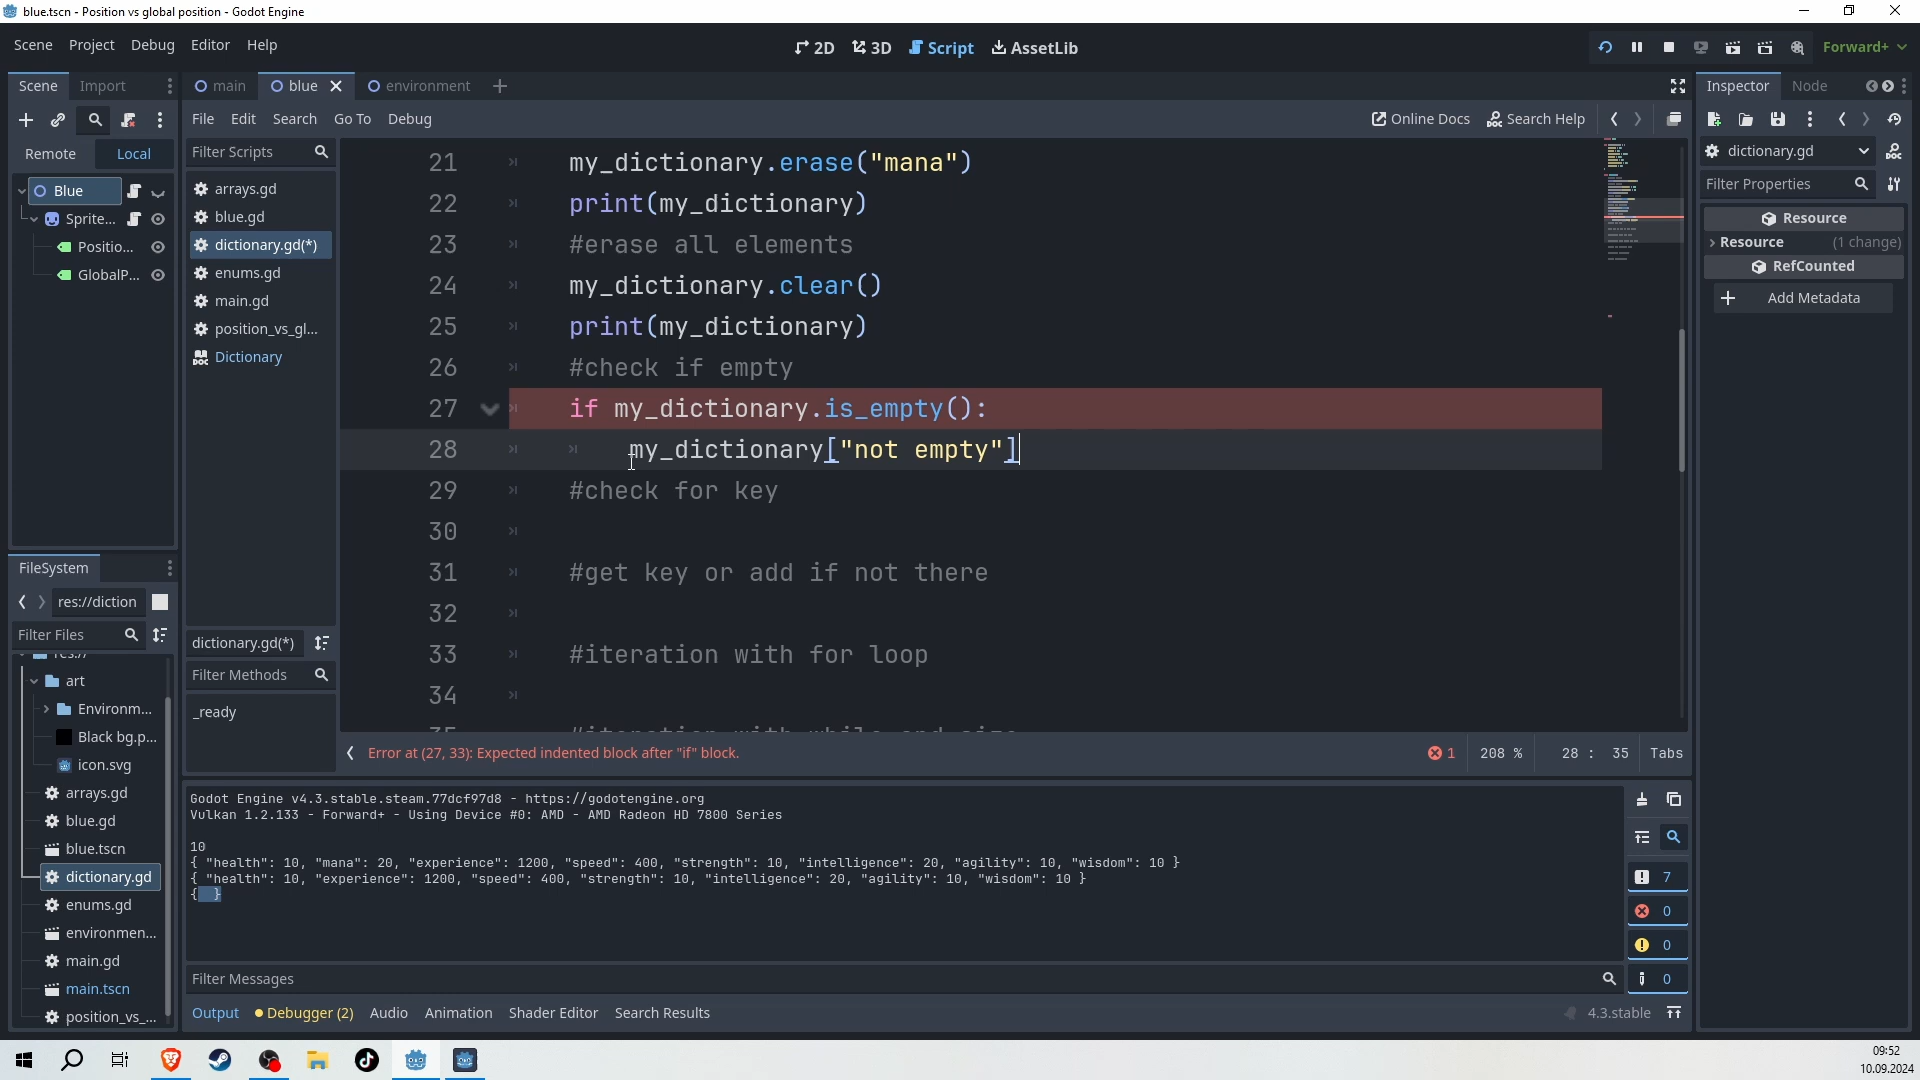 blue.tscn - Position vs global position - Godot Engine
Scene Project Debug Editor Help
2D 3D Script AssetLib
Forward+
Scene Import
main blue environment
Inspector Node
File Edit Search Go To Debug
Online Docs Search Help
Remote Local
Filter Scripts
dictionary.gd
Filter Properties
Blue
Sprite...
Positio...
GlobalP...
arrays.gd
blue.gd
dictionary.gd(*)
enums.gd
main.gd
position_vs_gl...
Dictionary
Resource
Resource (1 change)
RefCounted
Add Metadata
21 my_dictionary.erase("mana")
22 print(my_dictionary)
23 #erase all elements
24 my_dictionary.clear()
25 print(my_dictionary)
26 #check if empty
27 if my_dictionary.is_empty():
28 my_dictionary["not empty"]
29 #check for key
30
31 #get key or add if not there
32
33 #iteration with for loop
34
35 #iteration with while and size
FileSystem
res://diction
Filter Files
res://
art
Environm...
Black bg.p...
icon.svg
arrays.gd
blue.gd
blue.tscn
dictionary.gd
enums.gd
environmen...
main.gd
main.tscn
position_vs_...
dictionary.gd(*)
Filter Methods
_ready
Error at (27, 33): Expected indented block after "if" block.
1 208 % 28 : 35 Tabs
Godot Engine v4.3.stable.steam.77dcf97d8 - https://godotengine.org
Vulkan 1.2.133 - Forward+ - Using Device #0: AMD - AMD Radeon HD 7800 Series
10
{ "health": 10, "mana": 20, "experience": 1200, "speed": 400, "strength": 10, "intelligence": 20, "agility": 10, "wisdom": 10 }
{ "health": 10, "experience": 1200, "speed": 400, "strength": 10, "intelligence": 20, "agility": 10, "wisdom": 10 }
{ }
7
0
0
0
Filter Messages
Output Debugger (2) Audio Animation Shader Editor Search Results
4.3.stable
09:52
10.09.2024